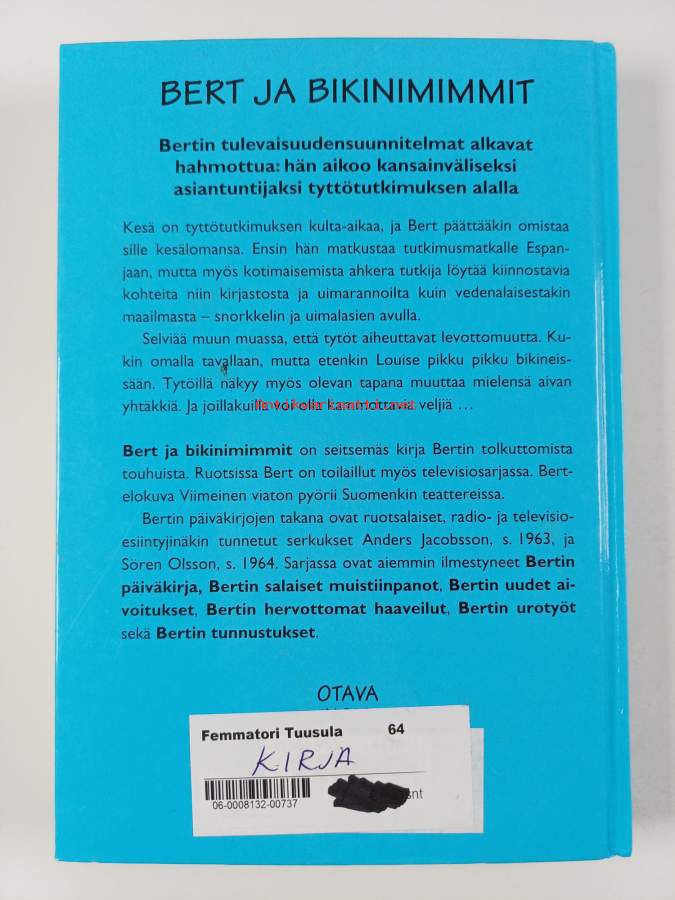 BERT JA BIKINIMIMMIT
Bertin tulevaisuudensuunnitelmat alkavat
hahmottua: hän aikoo kansainväliseksi
asiantuntijaksi tyttötutkimuksen alalla
Kesä on tyttötutkimuksen kulta-aikaa, ja Bert päättääkin omistaa
sille kesälomansa. Ensin hän matkustaa tutkimusmatkalle Espan-
jaan, mutta myös kotimaisemista ahkera tutkija löytää kiinnostavia
kohteita niin kirjastosta ja uimarannoilta kuin vedenalaisestakin
maailmasta – snorkkelin ja uimalasien avulla.
Selviää muun muassa, että tytöt aiheuttavat levottomuutta. Ku-
kin omalla tavallaan, mutta etenkin Louise pikku pikku bikineis-
sään. Tytöillä näkyy myös olevan tapana muuttaa mielensä aivan
yhtäkkiä. Ja joillakuilla voi olla kammottavia veljiä ...
Antikvariaatti.net
Bert ja bikinimimmit on seitsemäs kirja Bertin tolkuttomista
touhuista. Ruotsissa Bert on toilaillut myös televisiosarjassa. Bert-
elokuva Viimeinen viaton pyörii Suomenkin teattereissa.
Bertin päiväkirjojen takana ovat ruotsalaiset, radio- ja televisio-
esiintyjinäkin tunnetut serkukset Anders Jacobsson, s. 1963, ja
Sören Olsson, s. 1964. Sarjassa ovat aiemmin ilmestyneet Bertin
päiväkirja, Bertin salaiset muistiinpanot, Bertin uudet ai-
voitukset, Bertin hervottomat haaveilut, Bertin urotyöt
sekä Bertin tunnustukset.
OTAVA
Femmatori Tuusula 64
KIRJA
06-0008132-00737